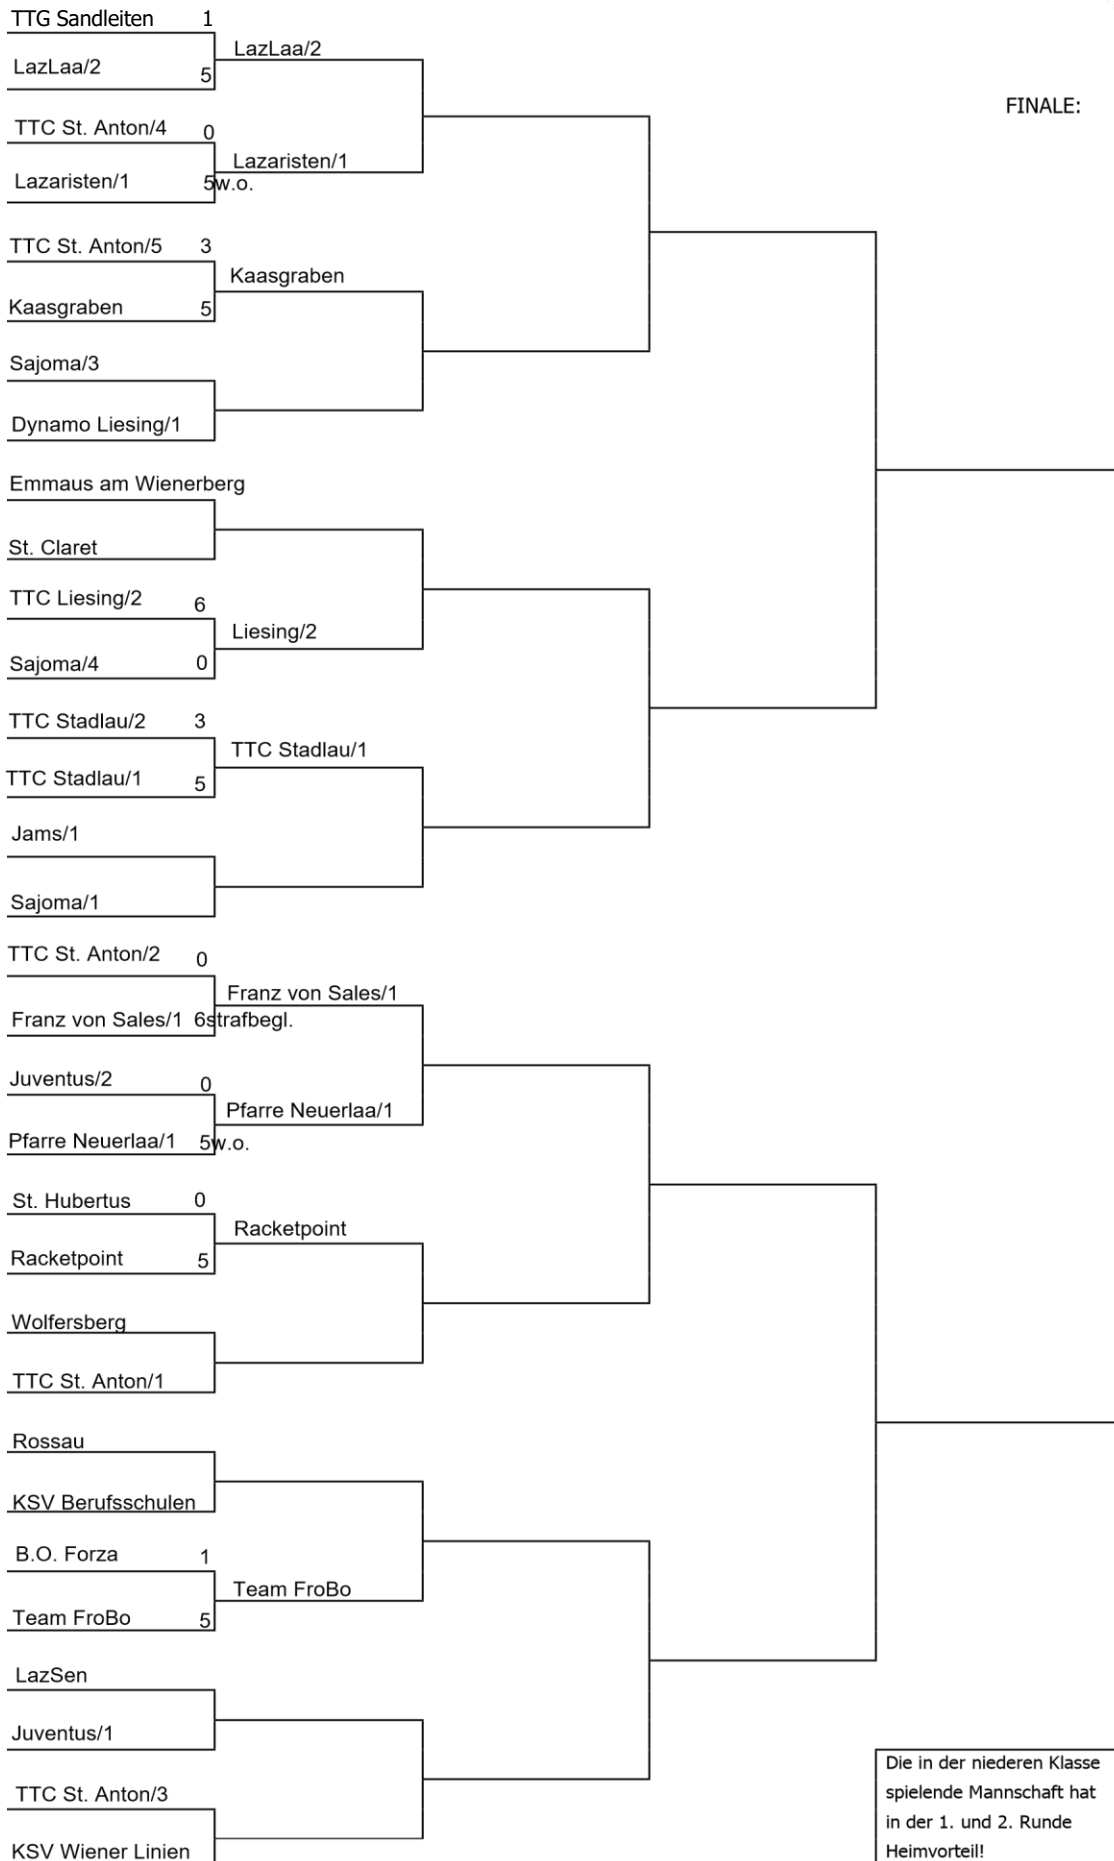 TTG Sandleiten 1
LazLaa/2
LazLaa/2 5
FINALE:
TTC St. Anton/4 0
Lazaristen/1
Lazaristen/1 5w.o.
TTC St. Anton/5 3
Kaasgraben
Kaasgraben 5
Sajoma/3
Dynamo Liesing/1
Emmaus am Wienerberg
St. Claret
TTC Liesing/2 6
Liesing/2
Sajoma/4 0
TTC Stadlau/2 3
TTC Stadlau/1
TTC Stadlau/1 5
Jams/1
Sajoma/1
TTC St. Anton/2 0
Franz von Sales/1
Franz von Sales/1 6strafbegl.
Juventus/2 0
Pfarre Neuerlaa/1
Pfarre Neuerlaa/1 5w.o.
St. Hubertus 0
Racketpoint
Racketpoint 5
Wolfersberg
TTC St. Anton/1
Rossau
KSV Berufsschulen
B.O. Forza 1
Team FroBo
Team FroBo 5
LazSen
Juventus/1
TTC St. Anton/3
KSV Wiener Linien
Die in der niederen Klasse
spielende Mannschaft hat
in der 1. und 2. Runde
Heimvorteil!